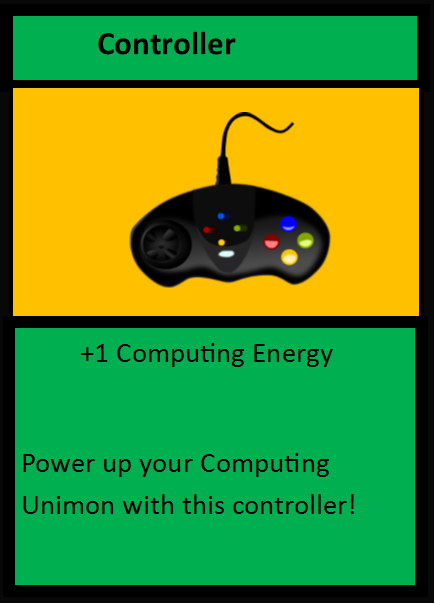 Controller
+1 Computing Energy
Power up your Computing
Unimon with this controller!